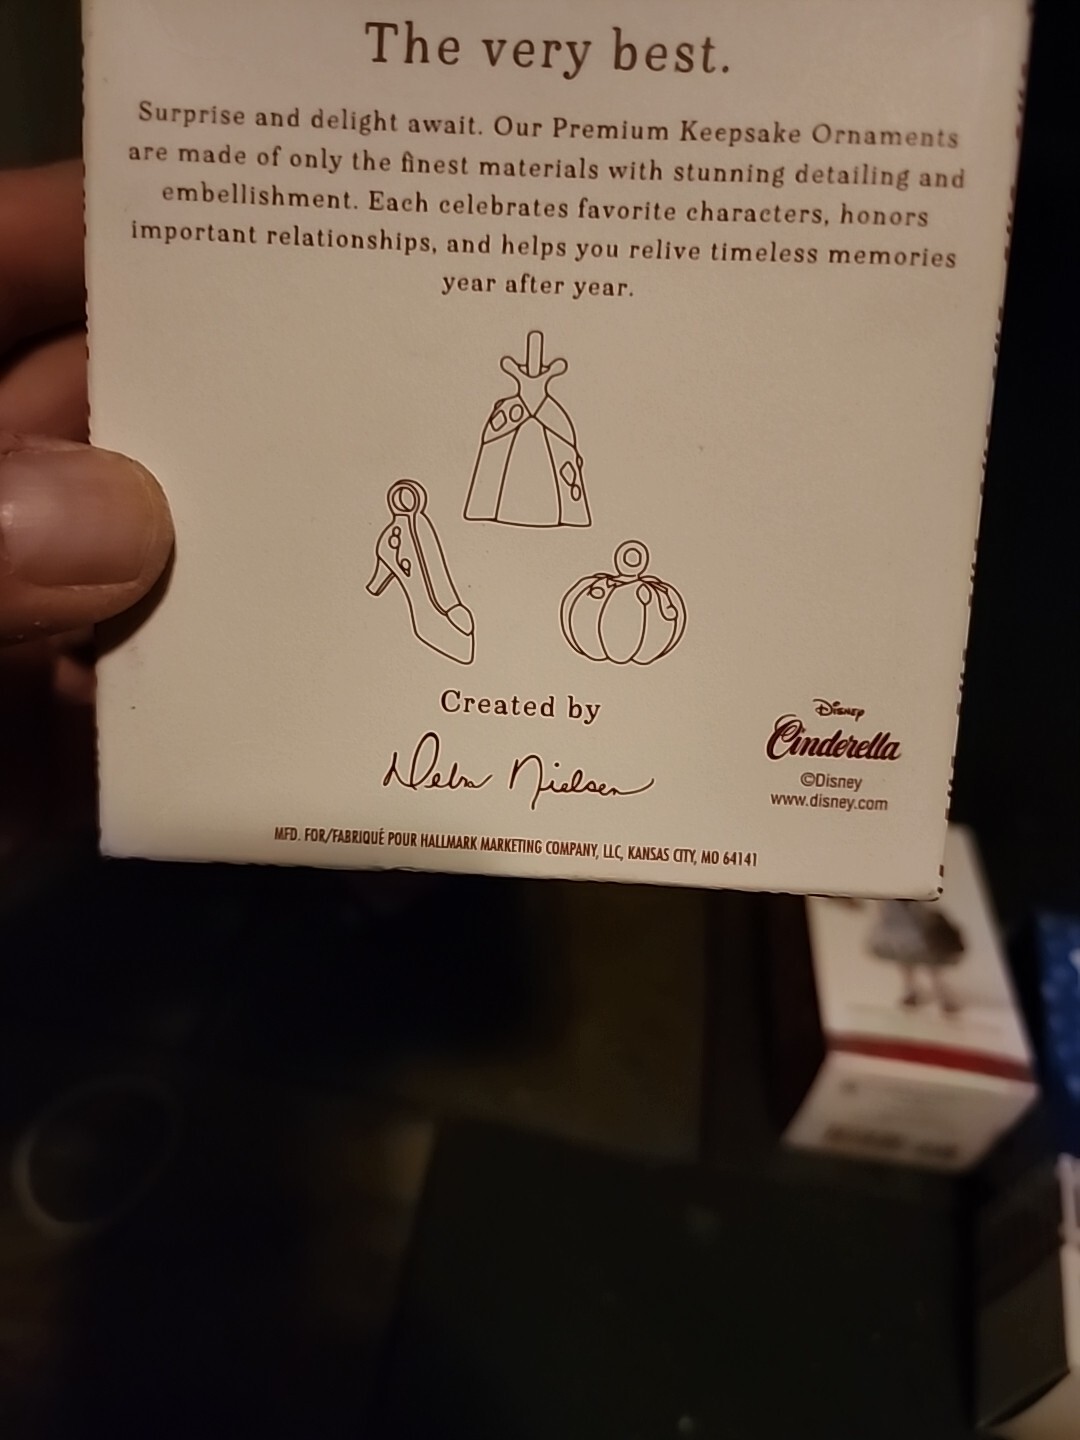 The very best.
Surprise and delight await. Our Premium Keepsake Ornaments
are made of only the finest materials with stunning detailing and
embellishment. Each celebrates favorite characters, honors
important relationships, and helps you relive timeless memories
year after year.
Created by
Debra Nielsen
Disney
Cinderella
©Disney
www.disney.com
MFD. FOR/FABRIQUÉ POUR HALLMARK MARKETING COMPANY, LLC, KANSAS CITY, MO 64141